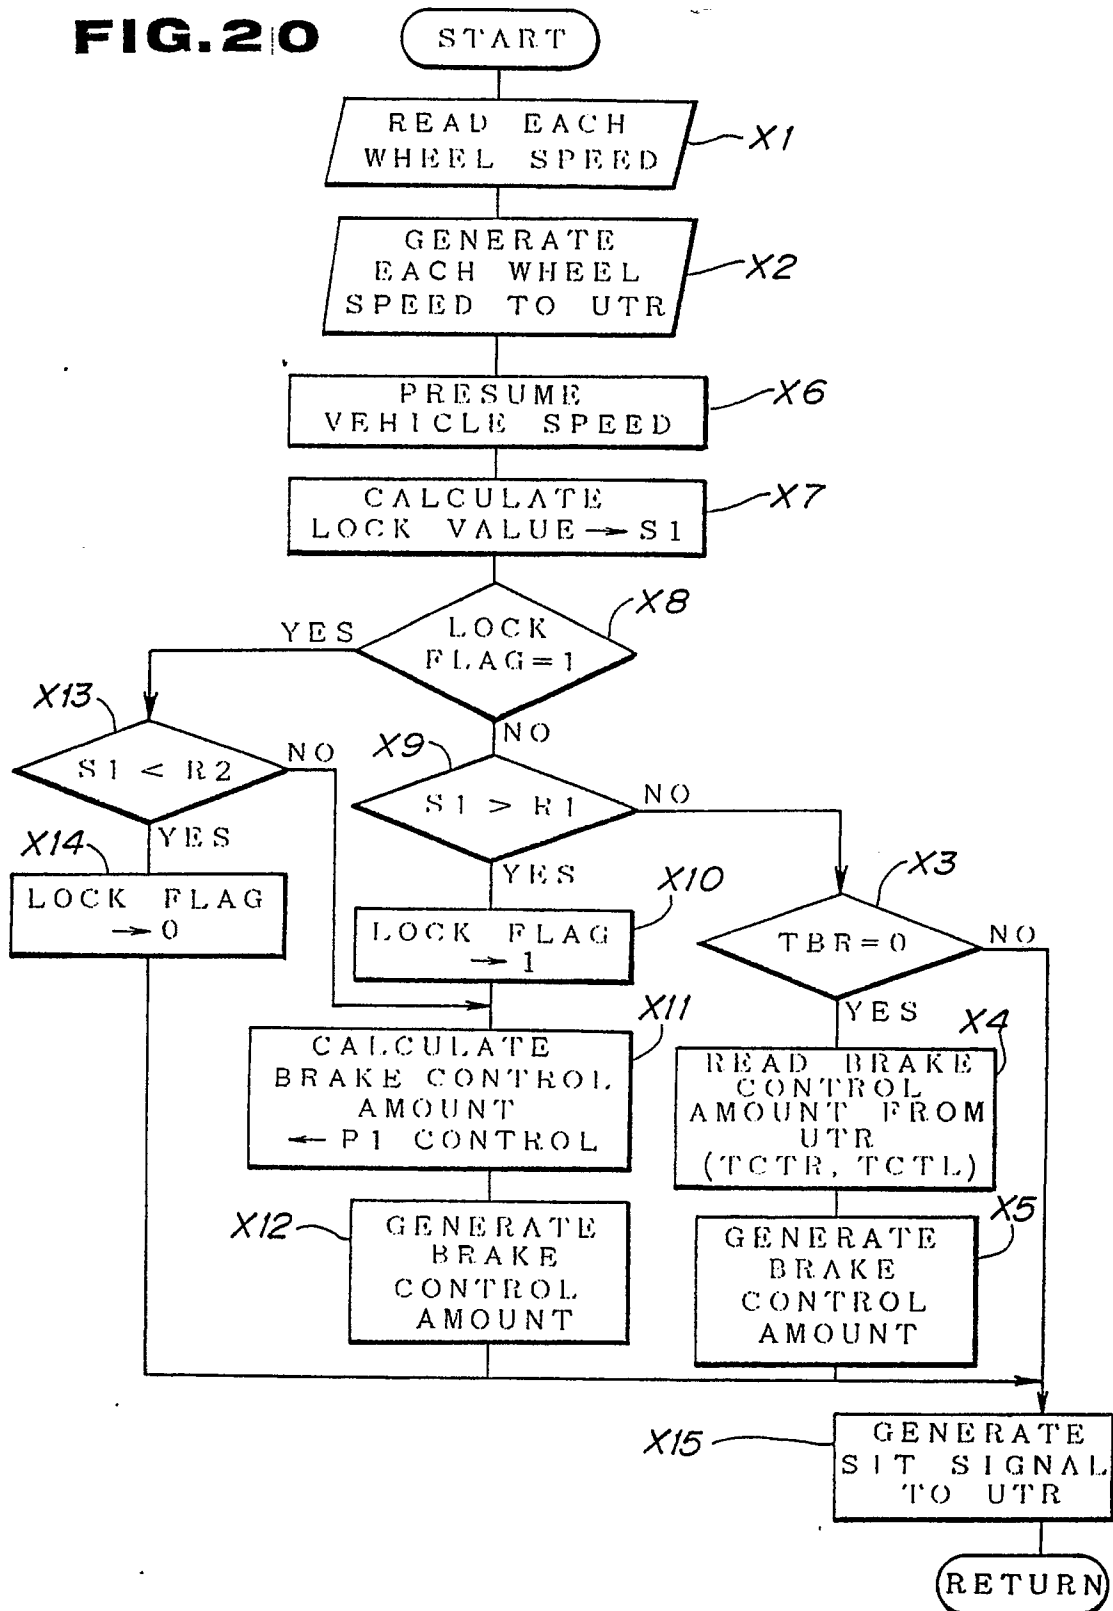 FIG.20
START
READ EACH
WHEEL SPEED
X1
GENERATE
EACH WHEEL
SPEED TO UTR
X2
PRESUME
VEHICLE SPEED
X6
CALCULATE
LOCK VALUE → S1
X7
LOCK
FLAG=1
X8
YES
NO
X13
S1 < R2
NO
YES
X9
S1 > R1
NO
YES
X14
LOCK FLAG
→ 0
X10
LOCK FLAG
→ 1
X3
TBR=0
NO
YES
X11
CALCULATE
BRAKE CONTROL
AMOUNT
← P1 CONTROL
X4
READ BRAKE
CONTROL
AMOUNT FROM
UTR
(TCTR, TCTL)
X12
GENERATE
BRAKE
CONTROL
AMOUNT
X5
GENERATE
BRAKE
CONTROL
AMOUNT
X15
GENERATE
SIT SIGNAL
TO UTR
RETURN